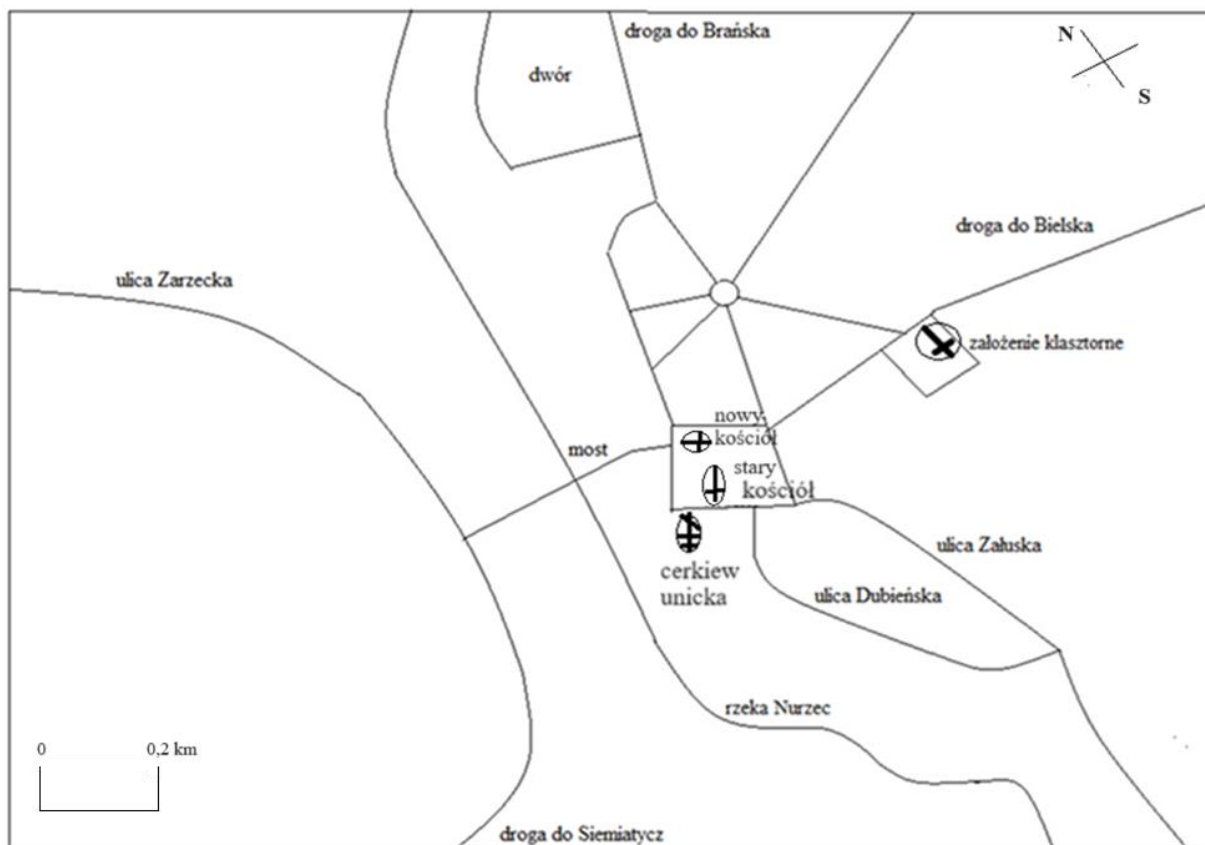 droga do Brańska
N
S
dwór
droga do Bielska
ulica Zarzecka
założenie klasztorne
nowy
kościół
most
stary
kościół
ulica Załuska
cerkiew
unicka
ulica Dubieńska
rzeka Nurzec
0 0,2 km
droga do Siemiatycz